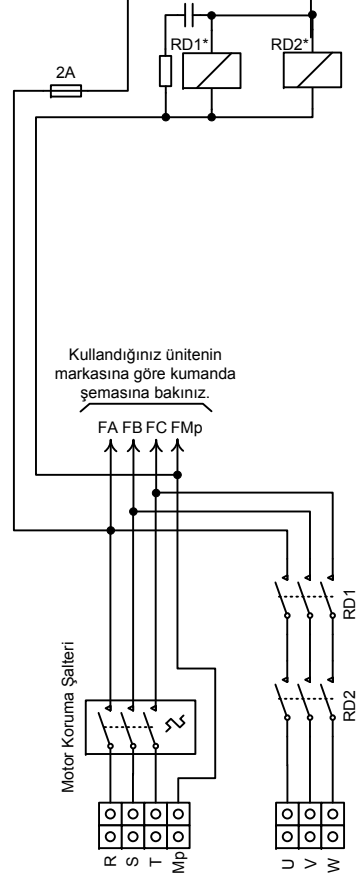 RD1*
RD2*
2A
Kullandığınız ünitenin
markasına göre kumanda
şemasına bakınız.
FA FB FC FMp
RD1
Motor Koruma Şalteri
RD2
R
S
T
Mp
U
V
W